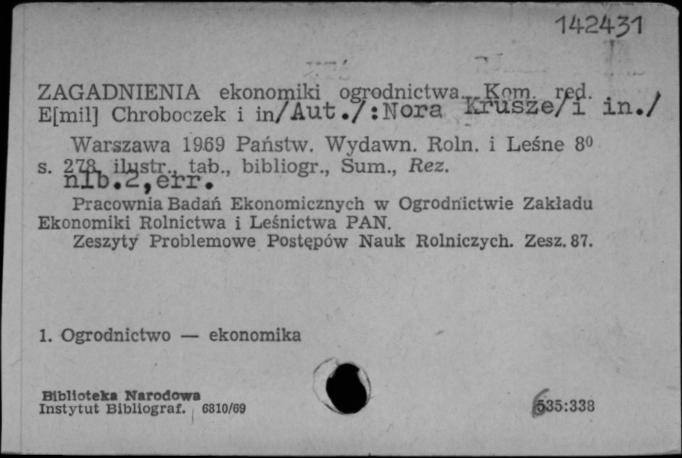 142431
ZAGADNIENIA ekonomiki ogrodnictwa. Kom. red.
E[mil] Chroboczek i in/Aut./:Nora Krusze/i in./
Warszawa 1969 Państw. Wydawn. Roln. i Leśne 8⁰
s. 278, ilustr., tab., bibliogr., Sum., Rez.
nlb.2,err.
Pracownia Badań Ekonomicznych w Ogrodnictwie Zakładu
Ekonomiki Rolnictwa i Leśnictwa PAN.
Zeszyty Problemowe Postępów Nauk Rolniczych. Zesz. 87.
1. Ogrodnictwo — ekonomika
Biblioteka Narodowa
Instytut Bibliograf. 6810/69
635:338